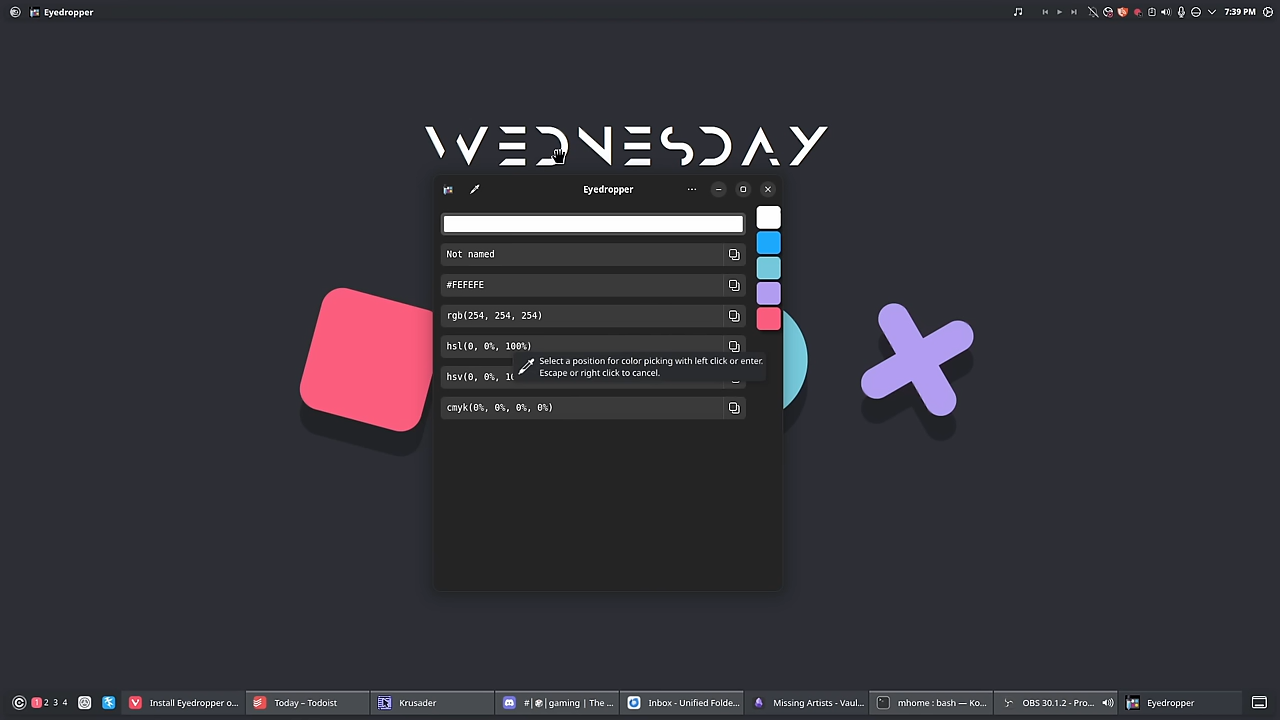 Eyedropper
7:39 PM
WEDNESDAY
Eyedropper
Not named
#FEFEFE
rgb(254, 254, 254)
hsl(0, 0%, 100%)
Select a position for color picking with left click or enter.
Escape or right click to cancel.
hsv(0, 0%, 10
cmyk(0%, 0%, 0%, 0%)
1 2 3 4
Install Eyedropper o...
Today – Todoist
Krusader
# | 🎲 | gaming | The ...
Inbox - Unified Folde...
Missing Artists - Vaul...
mhome : bash — Ko...
OBS 30.1.2 - Pro...
Eyedropper